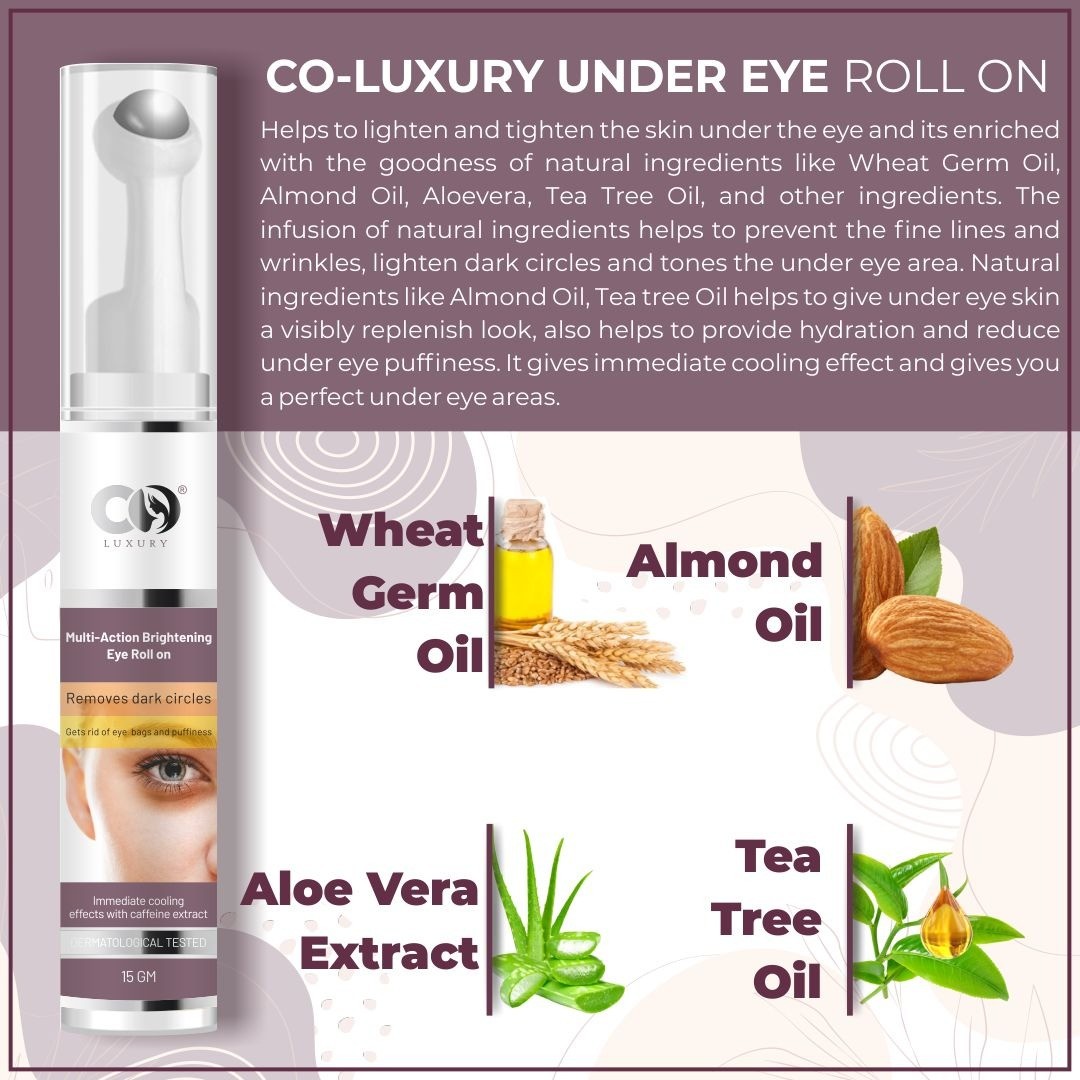 CO-LUXURY UNDER EYE ROLL ON
Helps to lighten and tighten the skin under the eye and its enriched
with the goodness of natural ingredients like Wheat Germ Oil,
Almond Oil, Aloevera, Tea Tree Oil, and other ingredients. The
infusion of natural ingredients helps to prevent the fine lines and
wrinkles, lighten dark circles and tones the under eye area. Natural
ingredients like Almond Oil, Tea tree Oil helps to give under eye skin
a visibly replenish look, also helps to provide hydration and reduce
under eye puffiness. It gives immediate cooling effect and gives you
a perfect under eye areas.
CO®
LUXURY
Multi-Action Brightening
Eye Roll on
Removes dark circles
Gets rid of eye bags and puffiness
Immediate cooling
effects with caffeine extract
DERMATOLOGICAL TESTED
15 GM
Wheat
Germ
Oil
Almond
Oil
Aloe Vera
Extract
Tea
Tree
Oil